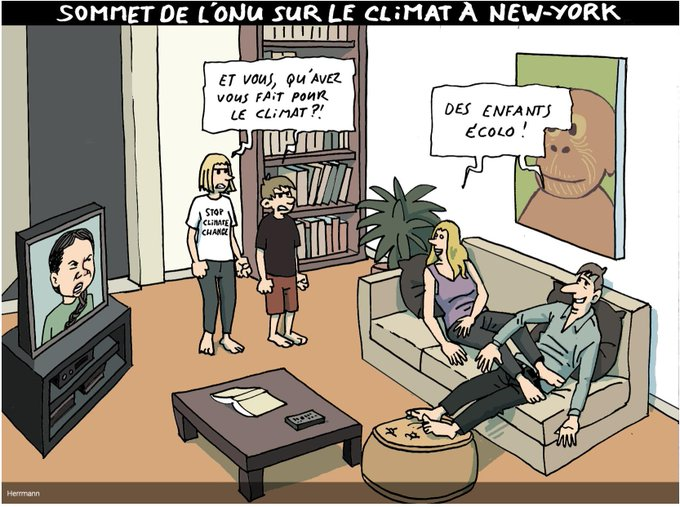 SOMMET DE L'ONU SUR LE CLIMAT À NEW-YORK
ET VOUS, QU'AVEZ
VOUS FAIT POUR
LE CLIMAT?!
DES ENFANTS
ÉCOLO!
STOP
CLIMATE
CHANGE
Herrmann